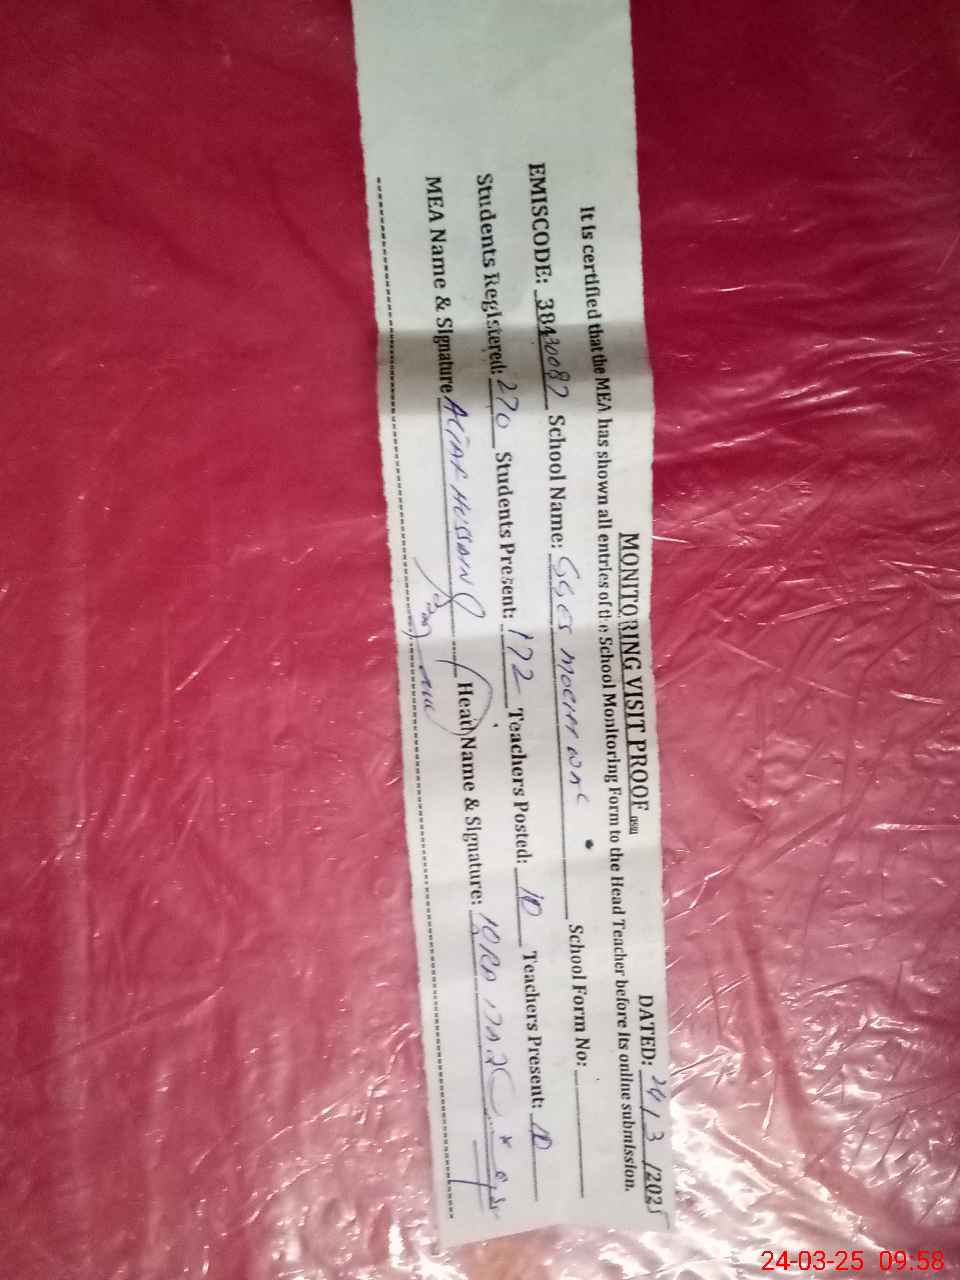 MONITORING VISIT PROOF
DATED: 24/3/2025
It is certified that the MEA has shown all entries of the School Monitoring Form to the Head Teacher before its online submission.
EMISCODE: 38430087 School Name: GGES School Form No:
Students Registered: 270 Students Present: 172 Teachers Posted: 10 Teachers Present: 10
MEA Name & Signature ALTAF HUSSAIN Head Name & Signature:
24-03-25 09:58